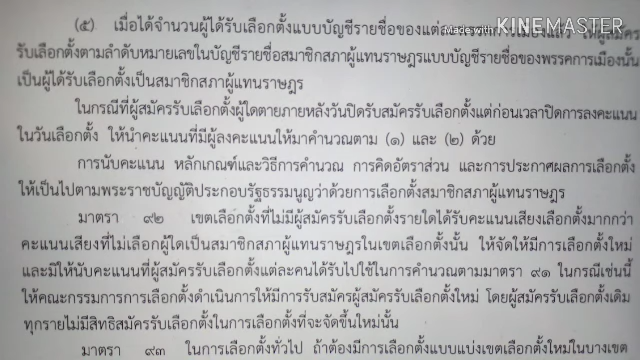 Made with KINEMASTER
(๕) เมื่อได้จำนวนผู้ได้รับเลือกตั้งแบบบัญชีรายชื่อของแต่ละ
รับเลือกตั้งตามลำดับหมายเลขในบัญชีรายชื่อสมาชิกสภาผู้แทนราษฎรแบบบัญชีรายชื่อของพรรคการเมืองนั้น
เป็นผู้ได้รับเลือกตั้งเป็นสมาชิกสภาผู้แทนราษฎร
ในกรณีที่ผู้สมัครรับเลือกตั้งผู้ใดตายภายหลังวันปิดรับสมัครรับเลือกตั้งแต่ก่อนเวลาปิดการลงคะแนน
ในวันเลือกตั้ง ให้นำคะแนนที่มีผู้ลงคะแนนให้มาคำนวณตาม (๑) และ (๒) ด้วย
การนับคะแนน หลักเกณฑ์และวิธีการคำนวณ การคิดอัตราส่วน และการประกาศผลการเลือกตั้ง
ให้เป็นไปตามพระราชบัญญัติประกอบรัฐธรรมนูญว่าด้วยการเลือกตั้งสมาชิกสภาผู้แทนราษฎร
มาตรา ๙๒ เขตเลือกตั้งที่ไม่มีผู้สมัครรับเลือกตั้งรายใดได้รับคะแนนเสียงเลือกตั้งมากกว่า
คะแนนเสียงที่ไม่เลือกผู้ใดเป็นสมาชิกสภาผู้แทนราษฎรในเขตเลือกตั้งนั้น ให้จัดให้มีการเลือกตั้งใหม่
และมิให้นับคะแนนที่ผู้สมัครรับเลือกตั้งแต่ละคนได้รับไปใช้ในการคำนวณตามมาตรา ๙๑ ในกรณีเช่นนี้
ให้คณะกรรมการการเลือกตั้งดำเนินการให้มีการรับสมัครผู้สมัครรับเลือกตั้งใหม่ โดยผู้สมัครรับเลือกตั้งเดิม
ทุกรายไม่มีสิทธิสมัครรับเลือกตั้งในการเลือกตั้งที่จะจัดขึ้นใหม่นั้น
มาตรา ๙๓ ในการเลือกตั้งทั่วไป ถ้าต้องมีการเลือกตั้งแบบแบ่งเขตเลือกตั้งใหม่ในบางเขต